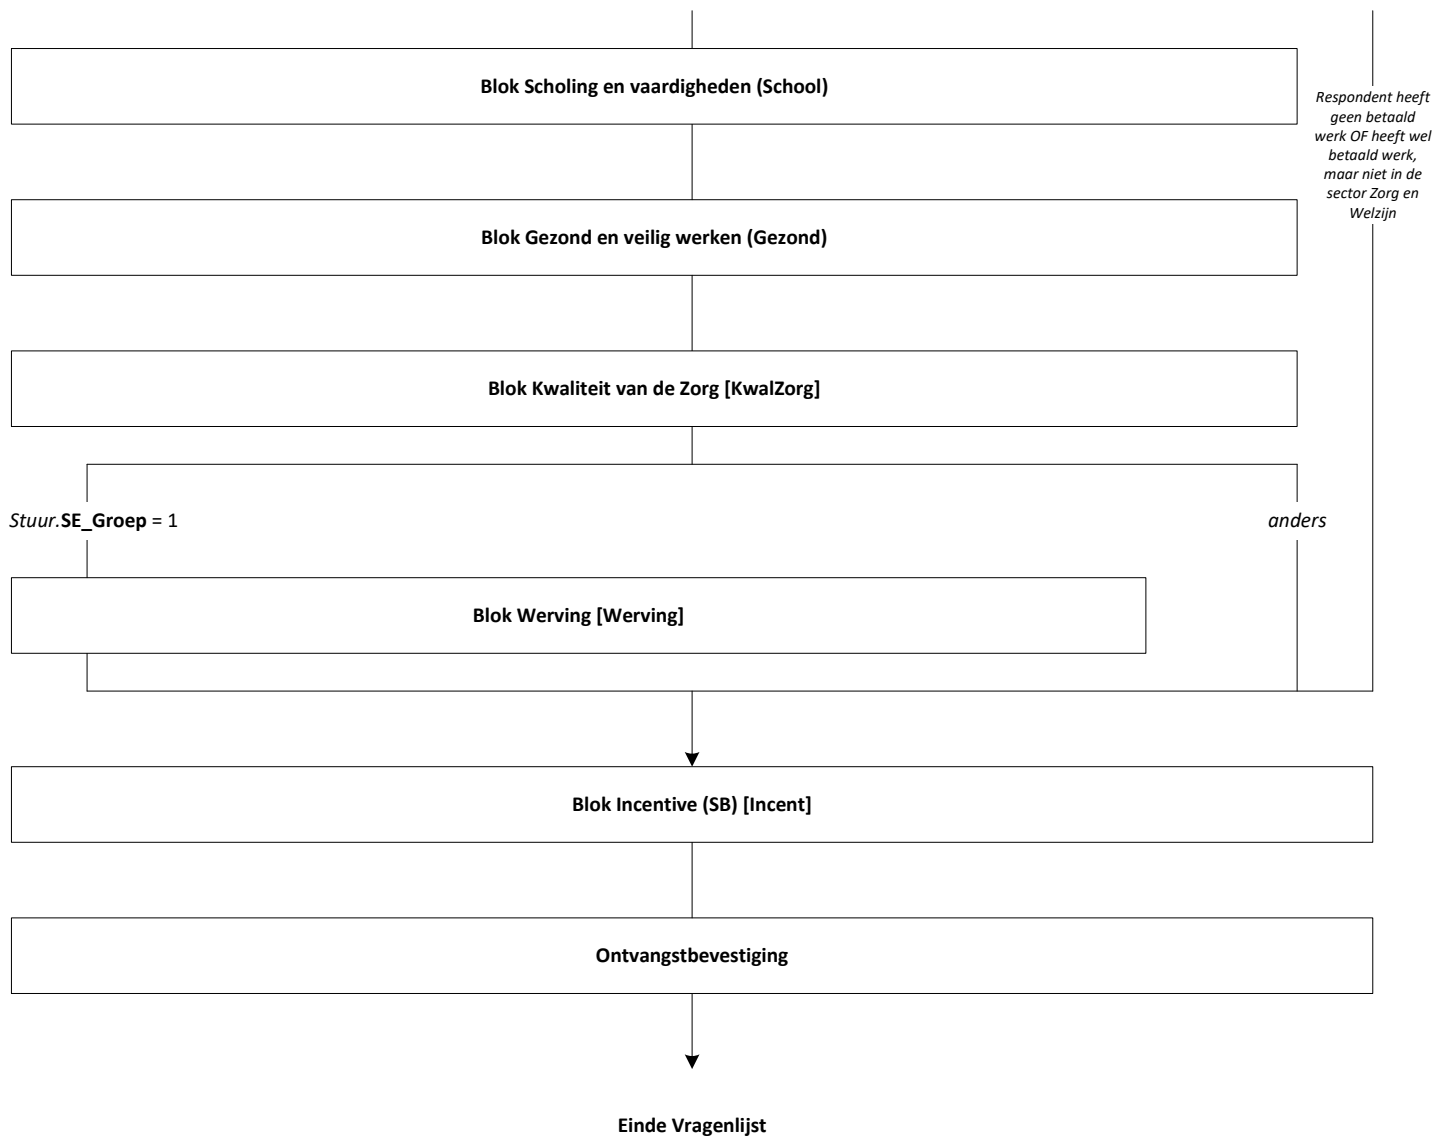 Blok Scholing en vaardigheden (School)
Respondent heeft
geen betaald
werk OF heeft wel
betaald werk,
maar niet in de
sector Zorg en
Welzijn
Blok Gezond en veilig werken (Gezond)
Blok Kwaliteit van de Zorg [KwalZorg]
Stuur.SE_Groep = 1
anders
Blok Werving [Werving]
Blok Incentive (SB) [Incent]
Ontvangstbevestiging
Einde Vragenlijst